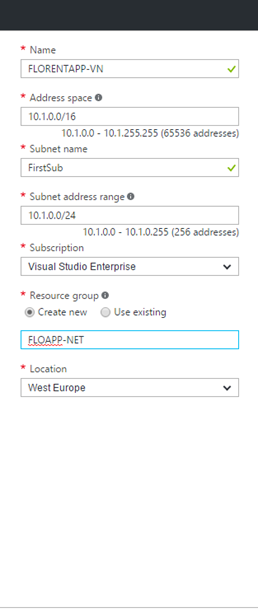 * Name
FLORENTAPP-VN
* Address space
10.1.0.0/16
10.1.0.0 - 10.1.255.255 (65536 addresses)
* Subnet name
FirstSub
* Subnet address range
10.1.0.0/24
10.1.0.0 - 10.1.0.255 (256 addresses)
* Subscription
Visual Studio Enterprise
* Resource group
Create new Use existing
FLOAPP-NET
* Location
West Europe